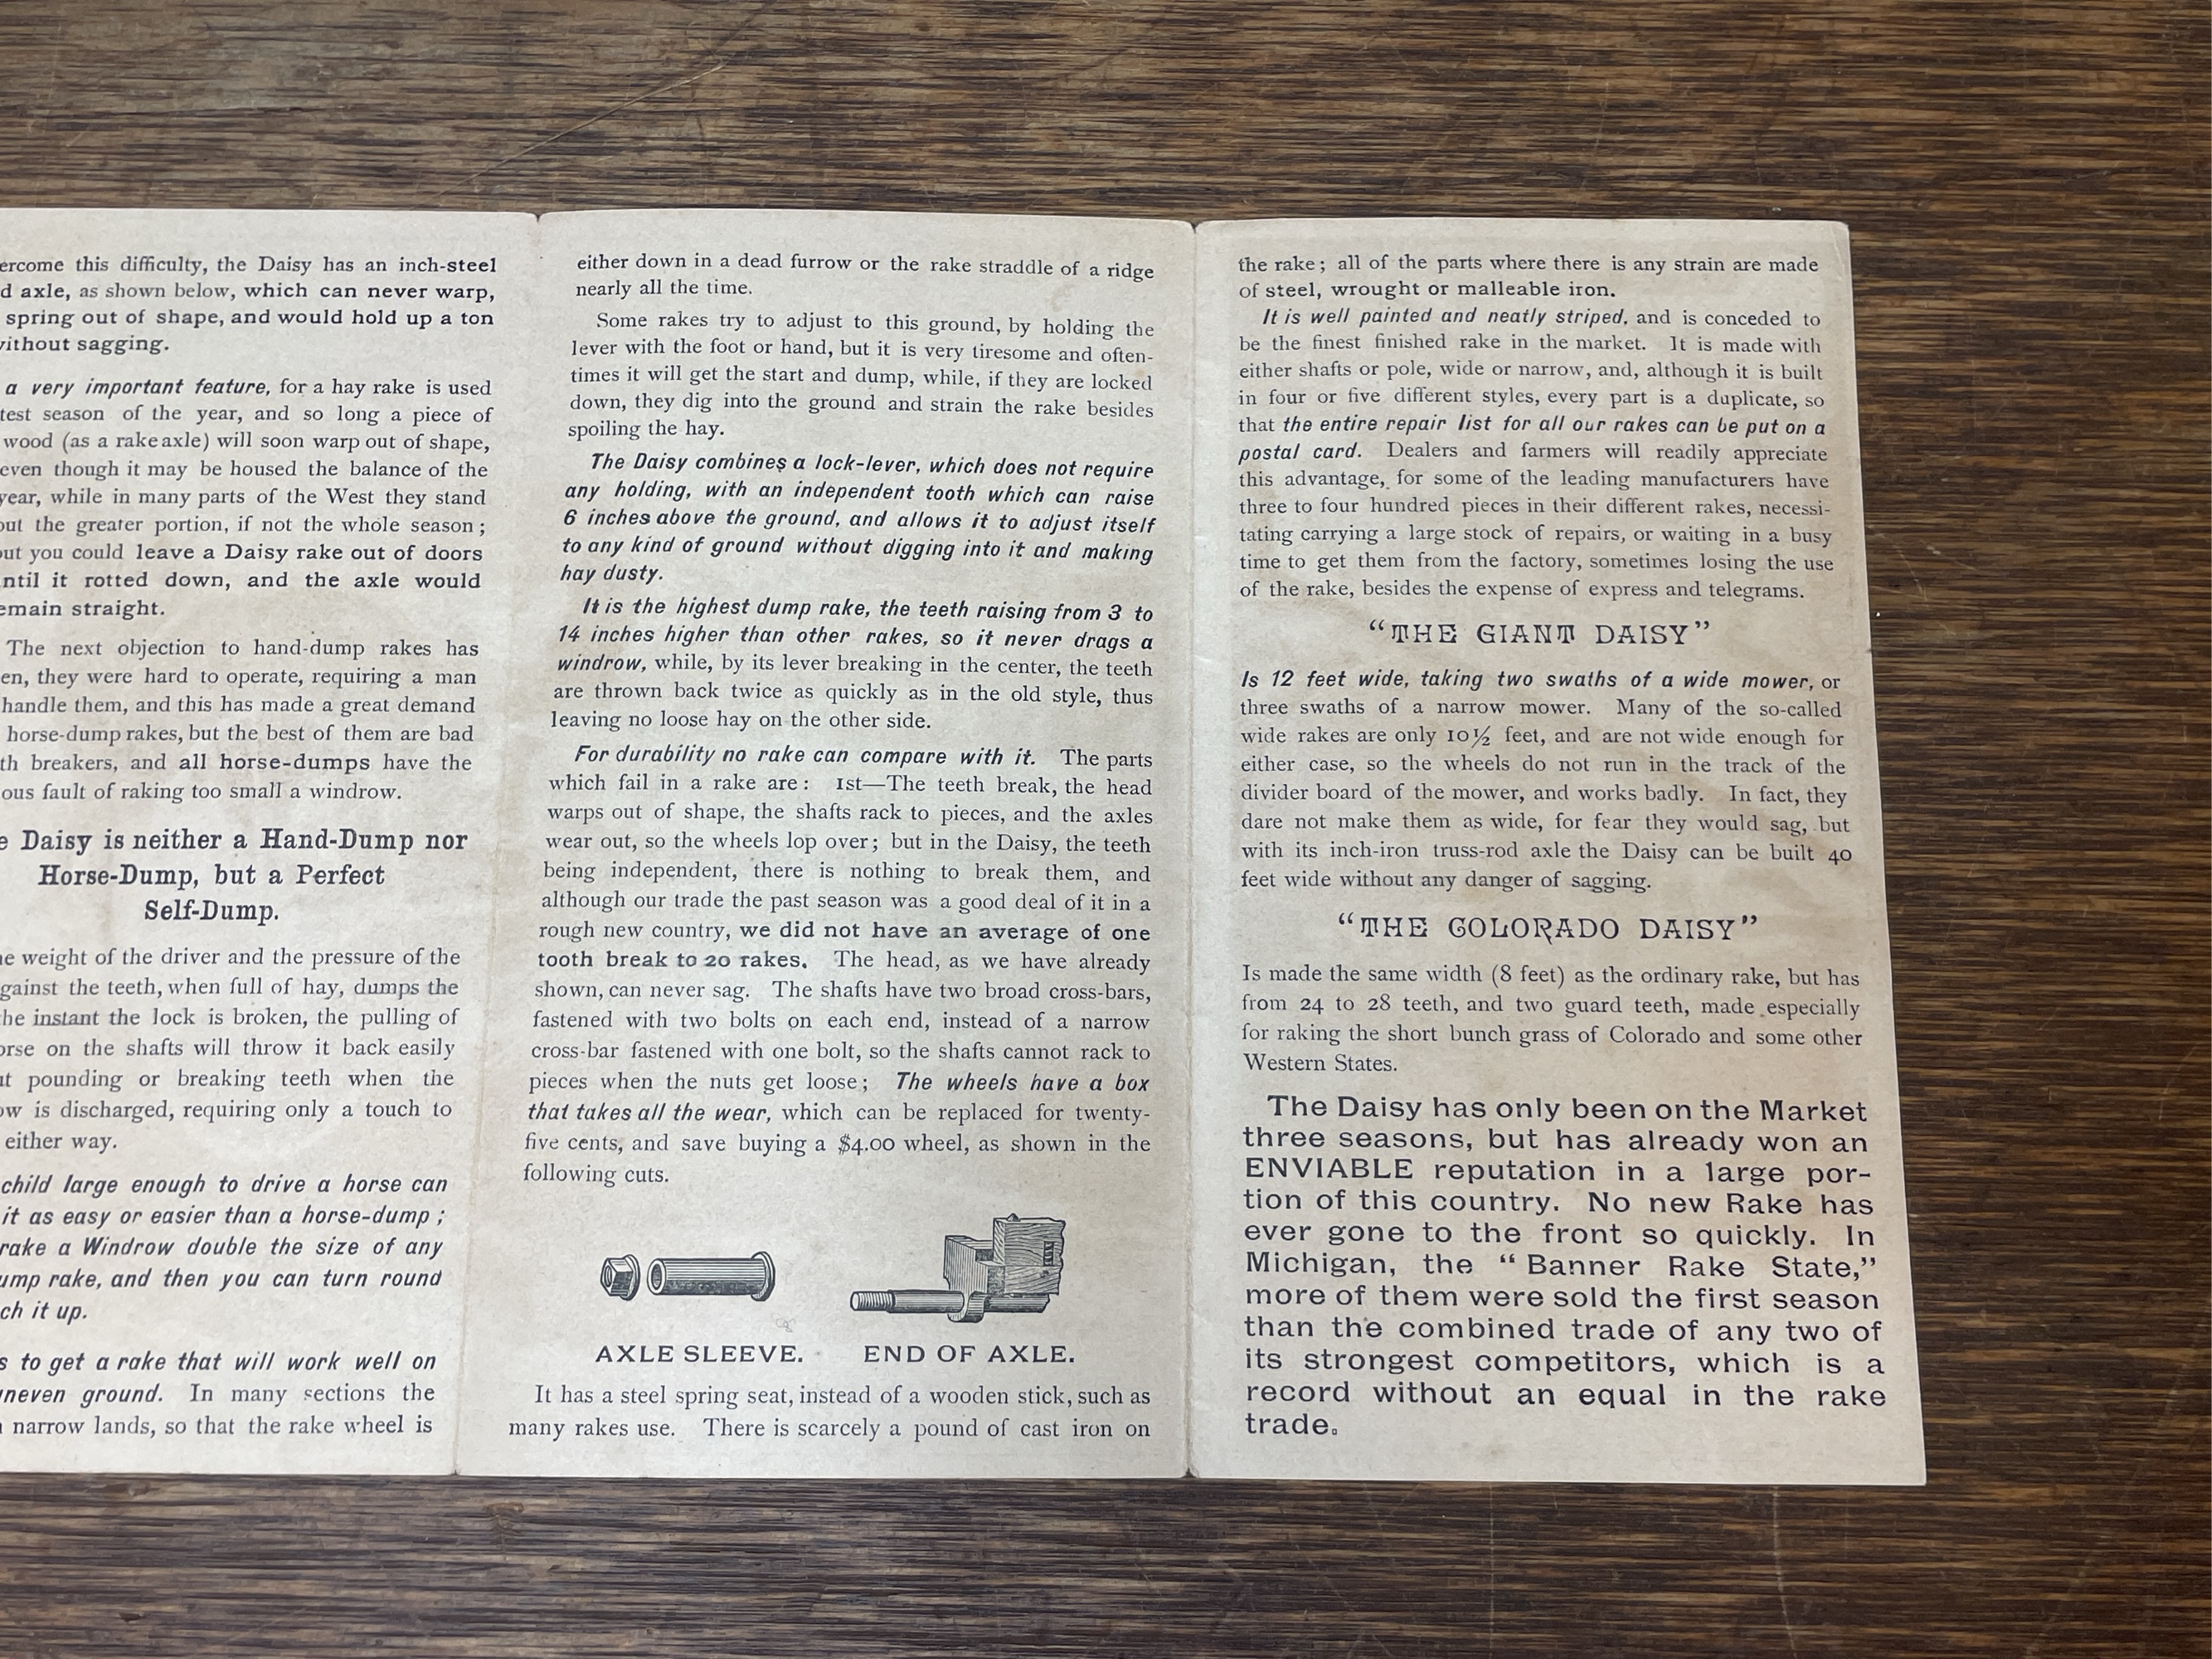 ercome this difficulty, the Daisy has an inch-steel
d axle, as shown below, which can never warp,
spring out of shape, and would hold up a ton
without sagging.
a very important feature, for a hay rake is used
test season of the year, and so long a piece of
wood (as a rake axle) will soon warp out of shape,
even though it may be housed the balance of the
year, while in many parts of the West they stand
out the greater portion, if not the whole season;
but you could leave a Daisy rake out of doors
until it rotted down, and the axle would
remain straight.
The next objection to hand-dump rakes has
en, they were hard to operate, requiring a man
handle them, and this has made a great demand
horse-dump rakes, but the best of them are bad
th breakers, and all horse-dumps have the
ous fault of raking too small a windrow.
e Daisy is neither a Hand-Dump nor
Horse-Dump, but a Perfect
Self-Dump.
he weight of the driver and the pressure of the
gainst the teeth, when full of hay, dumps the
he instant the lock is broken, the pulling of
orse on the shafts will throw it back easily
ut pounding or breaking teeth when the
ow is discharged, requiring only a touch to
either way.
child large enough to drive a horse can
it as easy or easier than a horse-dump;
rake a Windrow double the size of any
ump rake, and then you can turn round
ch it up.
s to get a rake that will work well on
uneven ground. In many sections the
n narrow lands, so that the rake wheel is
either down in a dead furrow or the rake straddle of a ridge
nearly all the time.
Some rakes try to adjust to this ground, by holding the
lever with the foot or hand, but it is very tiresome and often-
times it will get the start and dump, while, if they are locked
down, they dig into the ground and strain the rake besides
spoiling the hay.
The Daisy combines a lock-lever, which does not require
any holding, with an independent tooth which can raise
6 inches above the ground, and allows it to adjust itself
to any kind of ground without digging into it and making
hay dusty.
It is the highest dump rake, the teeth raising from 3 to
14 inches higher than other rakes, so it never drags a
windrow, while, by its lever breaking in the center, the teeth
are thrown back twice as quickly as in the old style, thus
leaving no loose hay on the other side.
For durability no rake can compare with it. The parts
which fail in a rake are: 1st—The teeth break, the head
warps out of shape, the shafts rack to pieces, and the axles
wear out, so the wheels lop over; but in the Daisy, the teeth
being independent, there is nothing to break them, and
although our trade the past season was a good deal of it in a
rough new country, we did not have an average of one
tooth break to 20 rakes. The head, as we have already
shown, can never sag. The shafts have two broad cross-bars,
fastened with two bolts on each end, instead of a narrow
cross-bar fastened with one bolt, so the shafts cannot rack to
pieces when the nuts get loose; The wheels have a box
that takes all the wear, which can be replaced for twenty-
five cents, and save buying a $4.00 wheel, as shown in the
following cuts.
AXLE SLEEVE. END OF AXLE.
It has a steel spring seat, instead of a wooden stick, such as
many rakes use. There is scarcely a pound of cast iron on
the rake; all of the parts where there is any strain are made
of steel, wrought or malleable iron.
It is well painted and neatly striped, and is conceded to
be the finest finished rake in the market. It is made with
either shafts or pole, wide or narrow, and, although it is built
in four or five different styles, every part is a duplicate, so
that the entire repair list for all our rakes can be put on a
postal card. Dealers and farmers will readily appreciate
this advantage, for some of the leading manufacturers have
three to four hundred pieces in their different rakes, necessi-
tating carrying a large stock of repairs, or waiting in a busy
time to get them from the factory, sometimes losing the use
of the rake, besides the expense of express and telegrams.
“THE GIANT DAISY”
Is 12 feet wide, taking two swaths of a wide mower, or
three swaths of a narrow mower. Many of the so-called
wide rakes are only 10½ feet, and are not wide enough for
either case, so the wheels do not run in the track of the
divider board of the mower, and works badly. In fact, they
dare not make them as wide, for fear they would sag, but
with its inch-iron truss-rod axle the Daisy can be built 40
feet wide without any danger of sagging.
“THE COLORADO DAISY”
Is made the same width (8 feet) as the ordinary rake, but has
from 24 to 28 teeth, and two guard teeth, made especially
for raking the short bunch grass of Colorado and some other
Western States.
The Daisy has only been on the Market
three seasons, but has already won an
ENVIABLE reputation in a large por-
tion of this country. No new Rake has
ever gone to the front so quickly. In
Michigan, the “Banner Rake State,”
more of them were sold the first season
than the combined trade of any two of
its strongest competitors, which is a
record without an equal in the rake
trade.